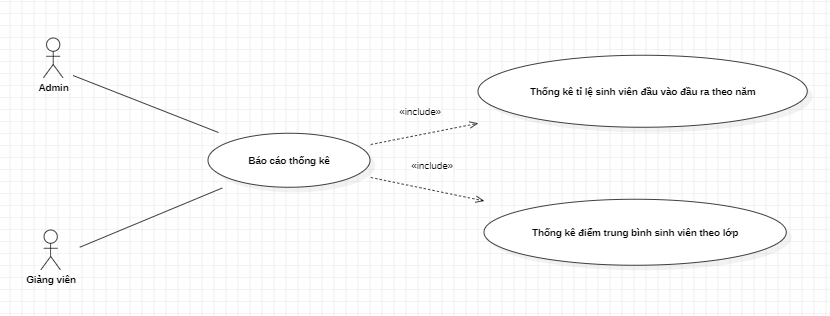 Admin
Thống kê tỉ lệ sinh viên đầu vào đầu ra theo năm
«include»
Báo cáo thống kê
«include»
Thống kê điểm trung bình sinh viên theo lớp
Giảng viên